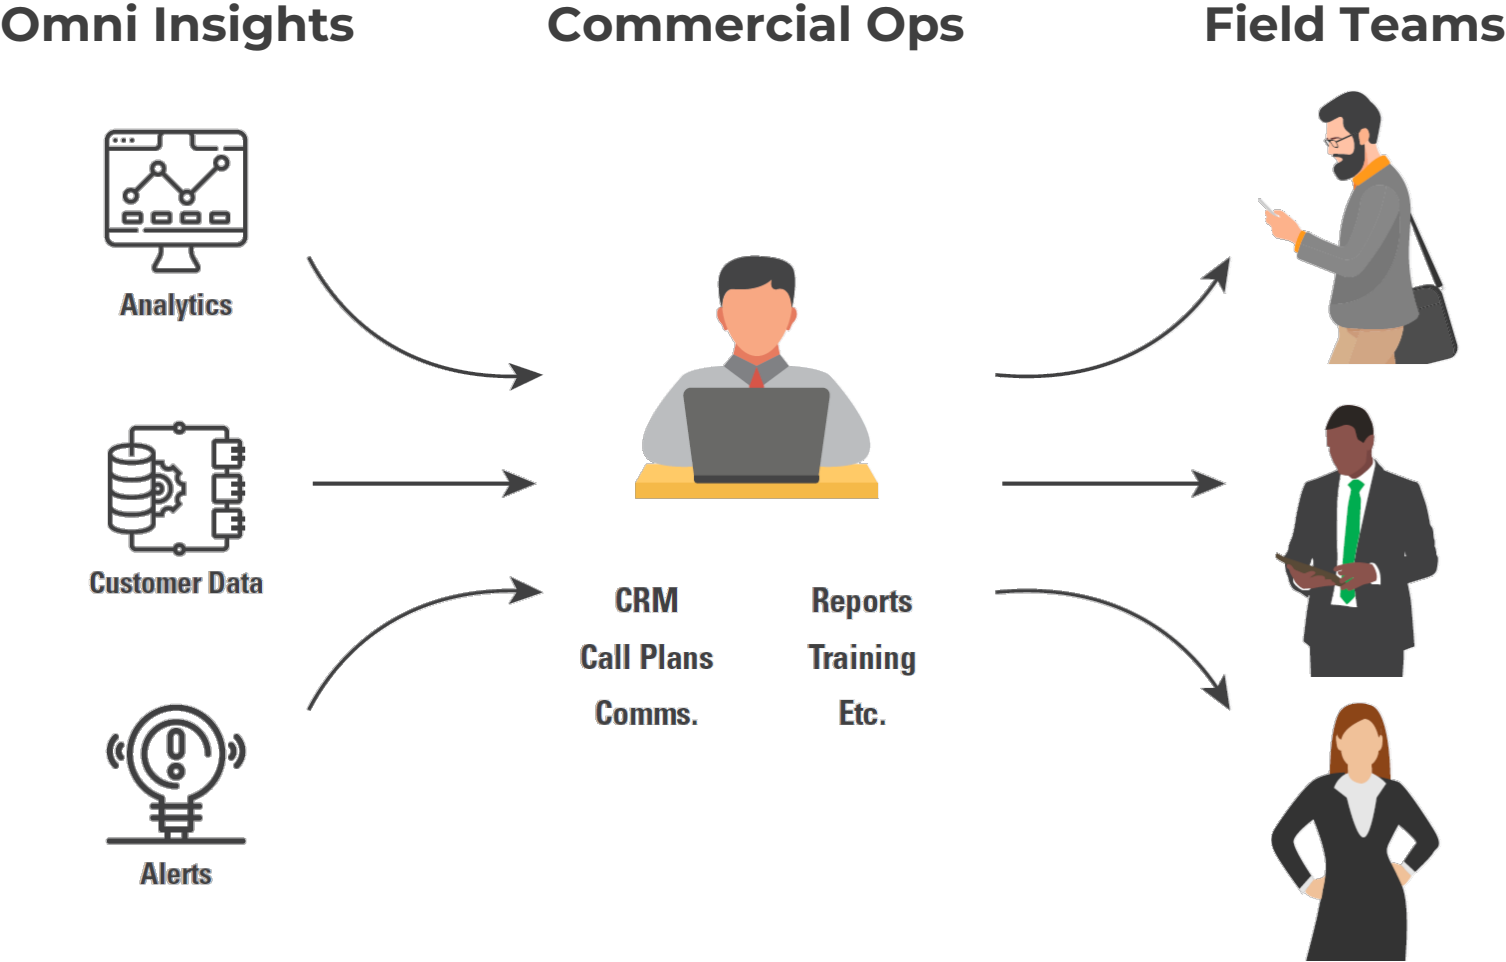 Omni Insights
Commercial Ops
Field Teams
Analytics
Customer Data
Alerts
CRM
Call Plans
Comms.
Reports
Training
Etc.